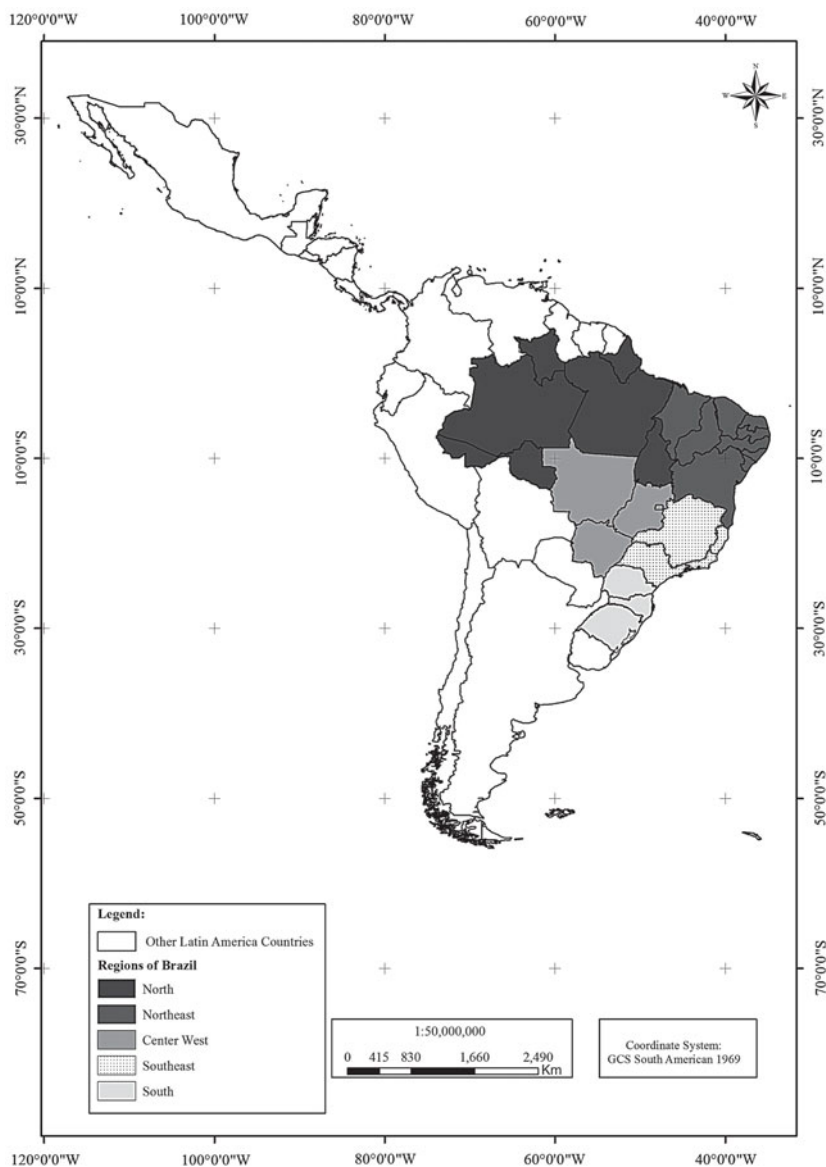 120°0'0"W 100°0'0"W 80°0'0"W 60°0'0"W 40°0'0"W
N
W E
S
30°0'0"N 30°0'0"N
10°0'0"N 10°0'0"N
10°0'0"S 10°0'0"S
30°0'0"S 30°0'0"S
50°0'0"S 50°0'0"S
70°0'0"S 70°0'0"S
Legend:
Other Latin America Countries
Regions of Brazil
North
Northeast
Center West
Southeast
South
1:50,000,000
0 415 830 1,660 2,490
Km
Coordinate System:
GCS South American 1969
120°0'0"W 100°0'0"W 80°0'0"W 60°0'0"W 40°0'0"W